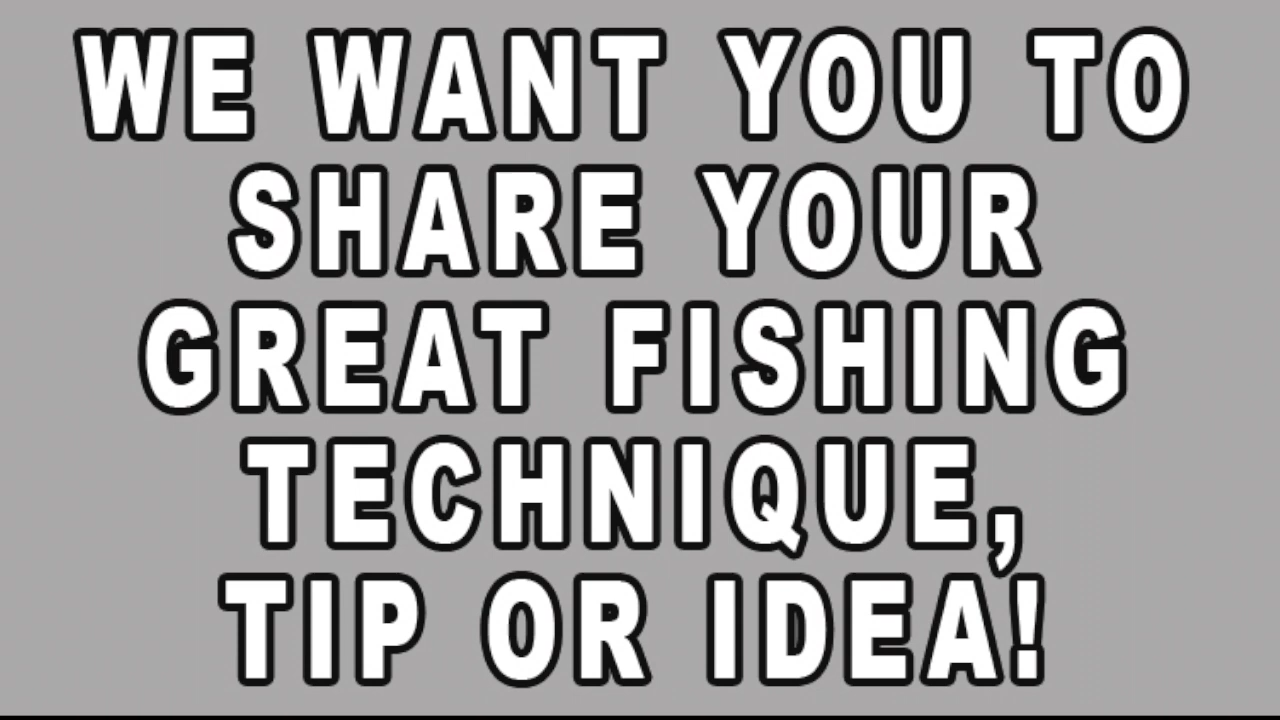 WE WANT YOU TO
SHARE YOUR
GREAT FISHING
TECHNIQUE,
TIP OR IDEA!